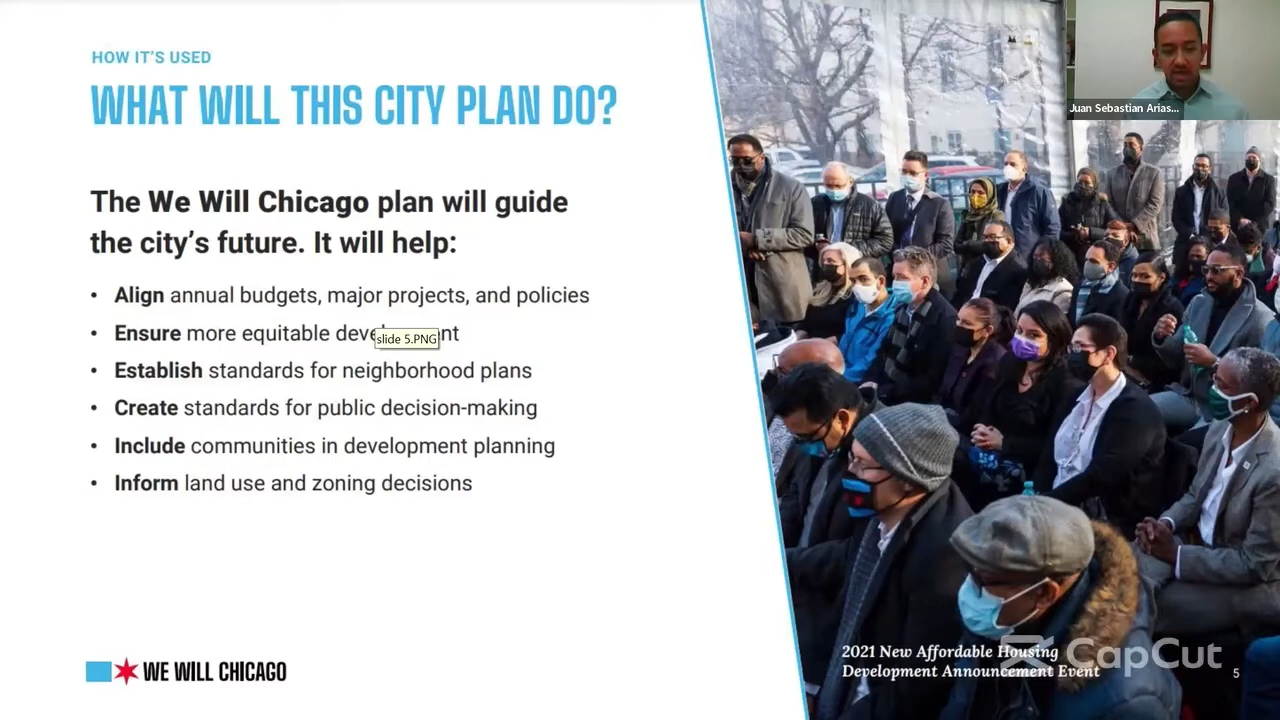 HOW IT'S USED
WHAT WILL THIS CITY PLAN DO?
The We Will Chicago plan will guide
the city's future. It will help:
• Align annual budgets, major projects, and policies
• Ensure more equitable deve nt
slide 5.PNG
• Establish standards for neighborhood plans
• Create standards for public decision-making
• Include communities in development planning
• Inform land use and zoning decisions
WE WILL CHICAGO
Juan Sebastian Arias...
2021 New Affordable Housing
Development Announcement Event
CapCut
5